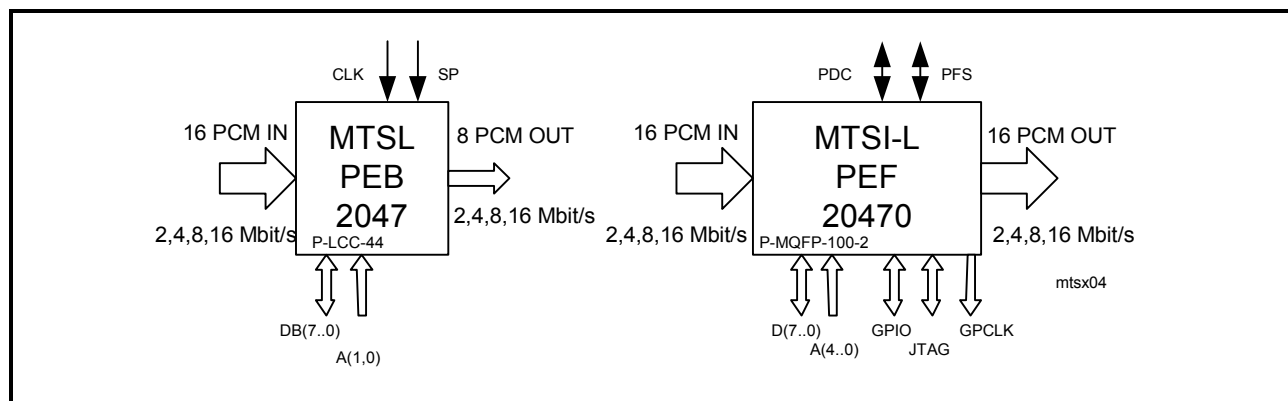 CLK
SP
16 PCM IN
MTSL
PEB
2047
8 PCM OUT
2,4,8,16 Mbit/s
2,4,8,16 Mbit/s
P-LCC-44
DB(7..0)
A(1,0)
PDC
PFS
16 PCM IN
MTSI-L
PEF
20470
16 PCM OUT
2,4,8,16 Mbit/s
2,4,8,16 Mbit/s
P-MQFP-100-2
mtsx04
D(7..0)
A(4..0)
GPIO
JTAG
GPCLK